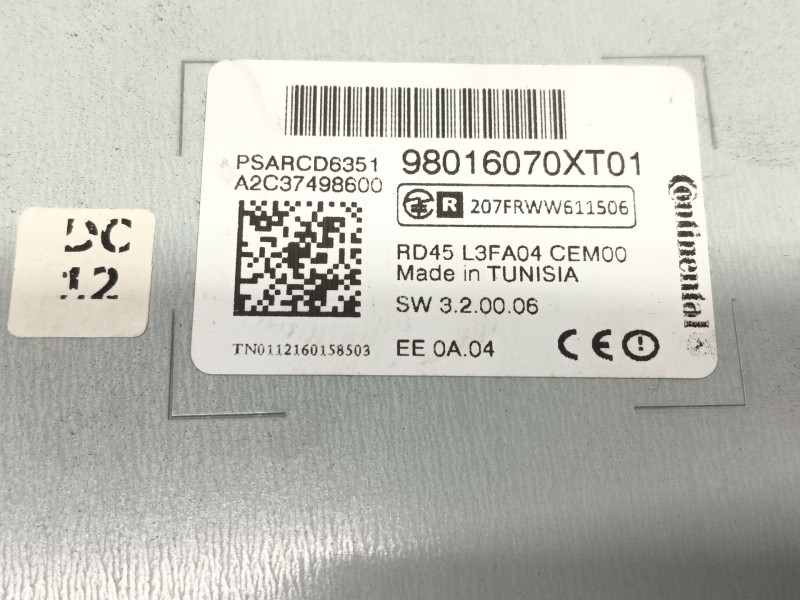 PSARCD6351
98016070XT01
A2C37498600
R 207FRWW611506
RD45 L3FA04 CEM00
Made in TUNISIA
SW 3.2.00.06
TN0112160158503
EE 0A.04
CE
Continental
DC
12